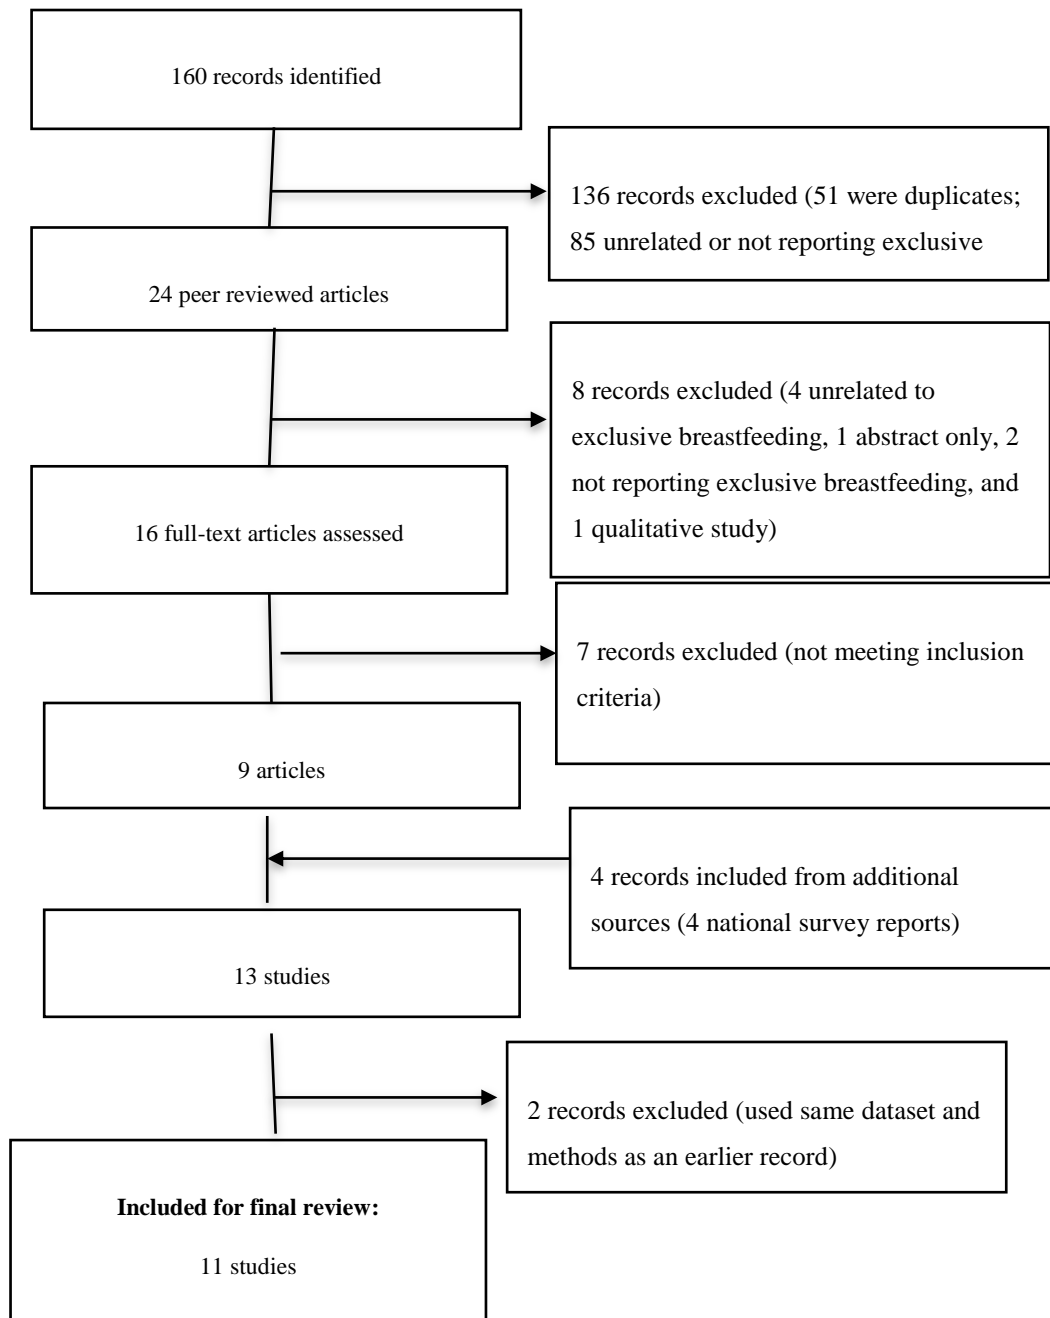 160 records identified
136 records excluded (51 were duplicates;
85 unrelated or not reporting exclusive
24 peer reviewed articles
8 records excluded (4 unrelated to
exclusive breastfeeding, 1 abstract only, 2
not reporting exclusive breastfeeding, and
1 qualitative study)
16 full-text articles assessed
7 records excluded (not meeting inclusion
criteria)
9 articles
4 records included from additional
sources (4 national survey reports)
13 studies
2 records excluded (used same dataset and
methods as an earlier record)
Included for final review:
11 studies